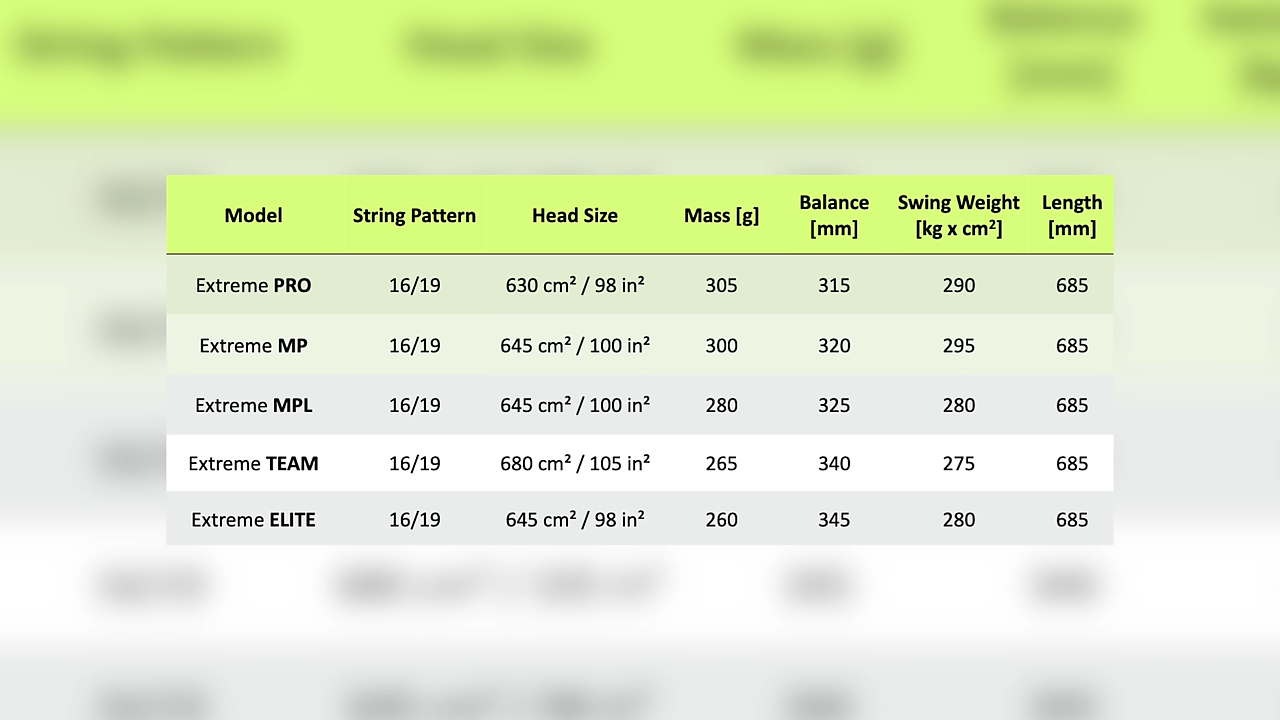 Model String Pattern Head Size Mass [g] Balance [mm] Swing Weight [kg x cm²] Length [mm]
Extreme PRO 16/19 630 cm² / 98 in² 305 315 290 685
Extreme MP 16/19 645 cm² / 100 in² 300 320 295 685
Extreme MPL 16/19 645 cm² / 100 in² 280 325 280 685
Extreme TEAM 16/19 680 cm² / 105 in² 265 340 275 685
Extreme ELITE 16/19 645 cm² / 98 in² 260 345 280 685